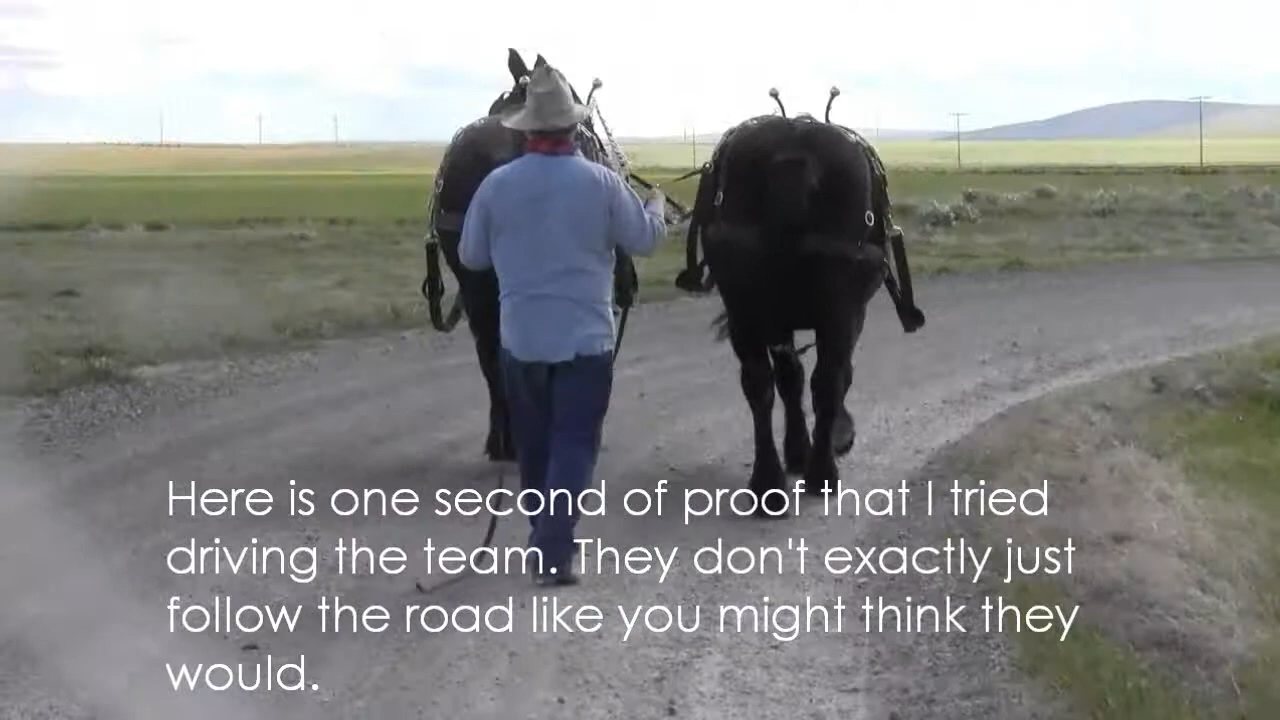 Here is one second of proof that I tried
driving the team. They don't exactly just
follow the road like you might think they
would.